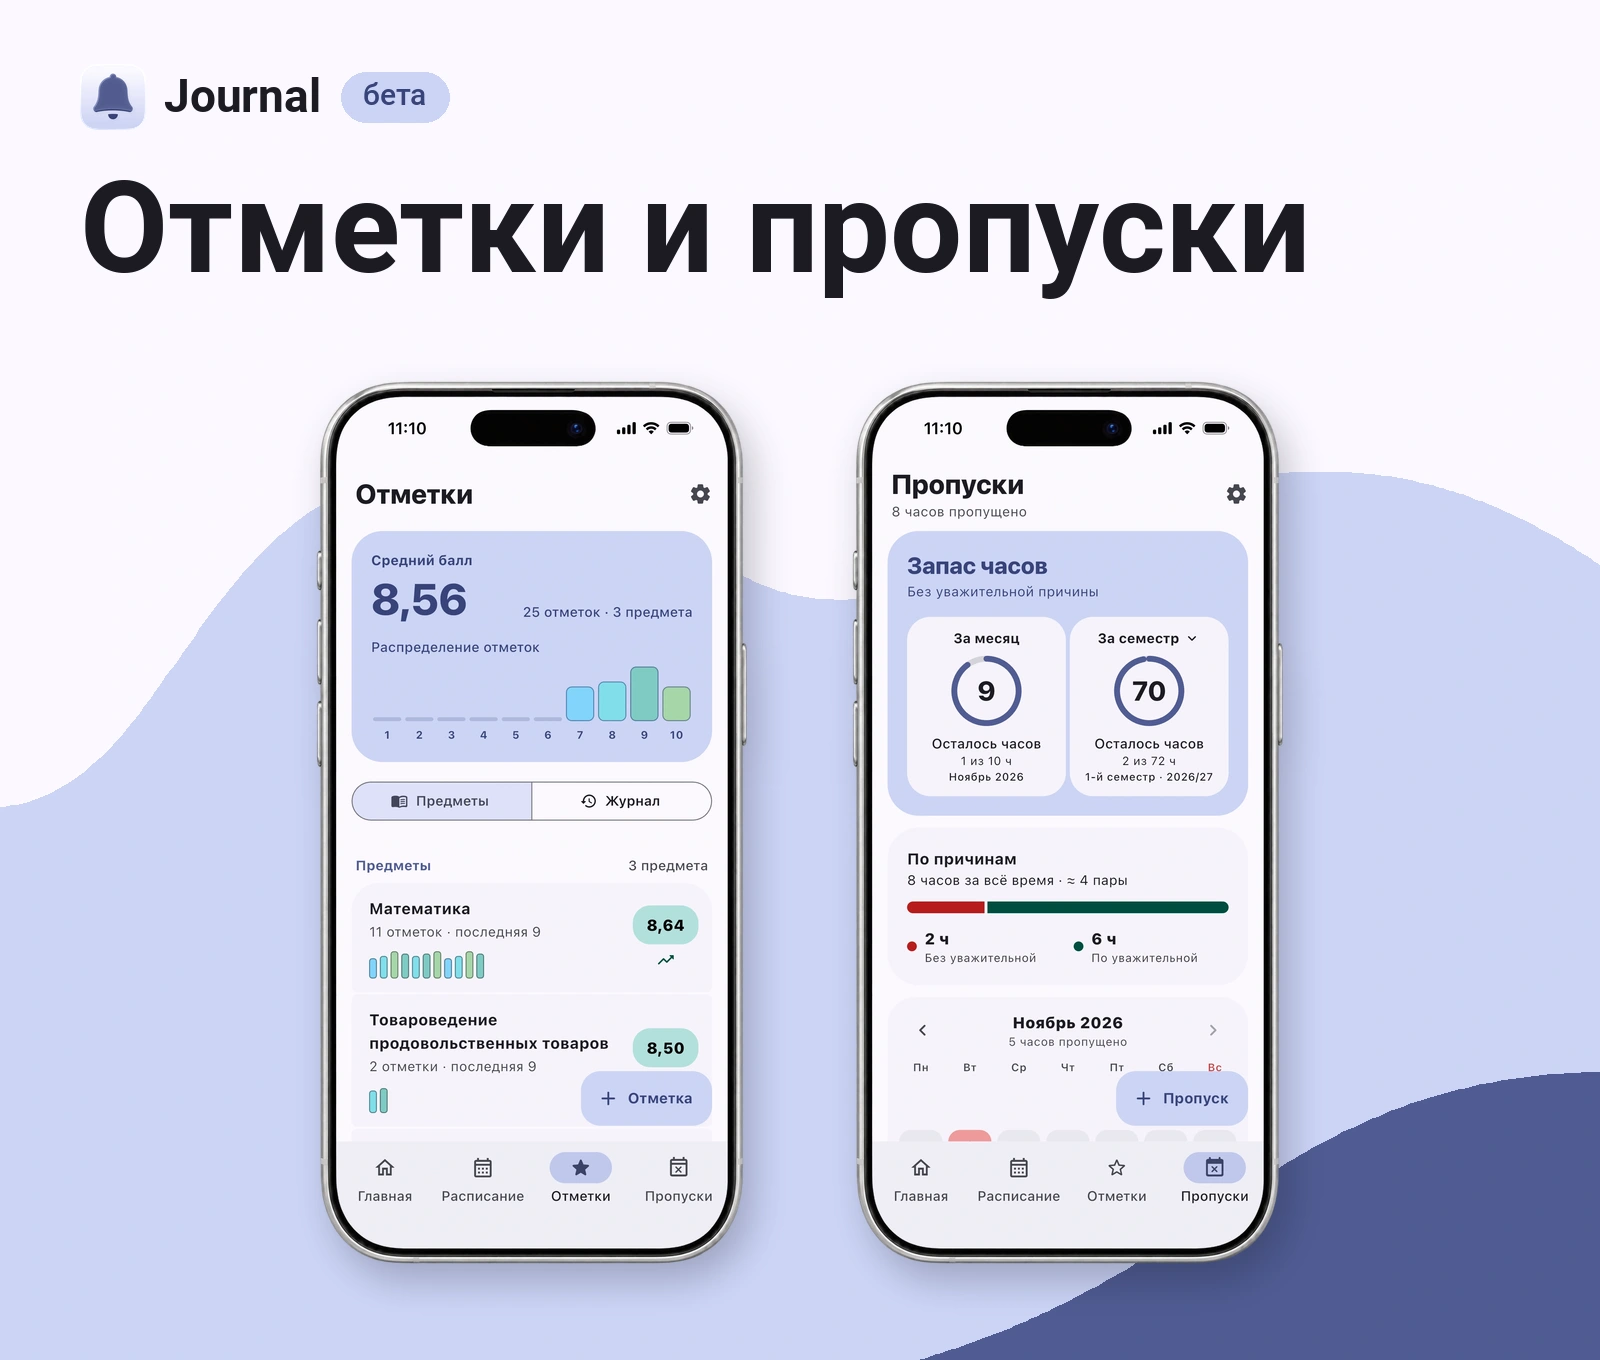 Journal бета
Отметки и пропуски
11:10
Отметки
Средний балл
8,56
25 отметок · 3 предмета
Распределение отметок
1 2 3 4 5 6 7 8 9 10
Предметы Журнал
Предметы 3 предмета
Математика
11 отметок · последняя 9
8,64
Товароведение
продовольственных товаров
2 отметки · последняя 9
8,50
+ Отметка
Главная Расписание Отметки Пропуски
11:10
Пропуски
8 часов пропущено
Запас часов
Без уважительной причины
За месяц
9
Осталось часов
1 из 10 ч
Ноябрь 2026
За семестр
70
Осталось часов
2 из 72 ч
1-й семестр · 2026/27
По причинам
8 часов за всё время · ≈ 4 пары
2 ч
Без уважительной
6 ч
По уважительной
Ноябрь 2026
5 часов пропущено
Пн Вт Ср Чт Пт Сб Вс
+ Пропуск
Главная Расписание Отметки Пропуски